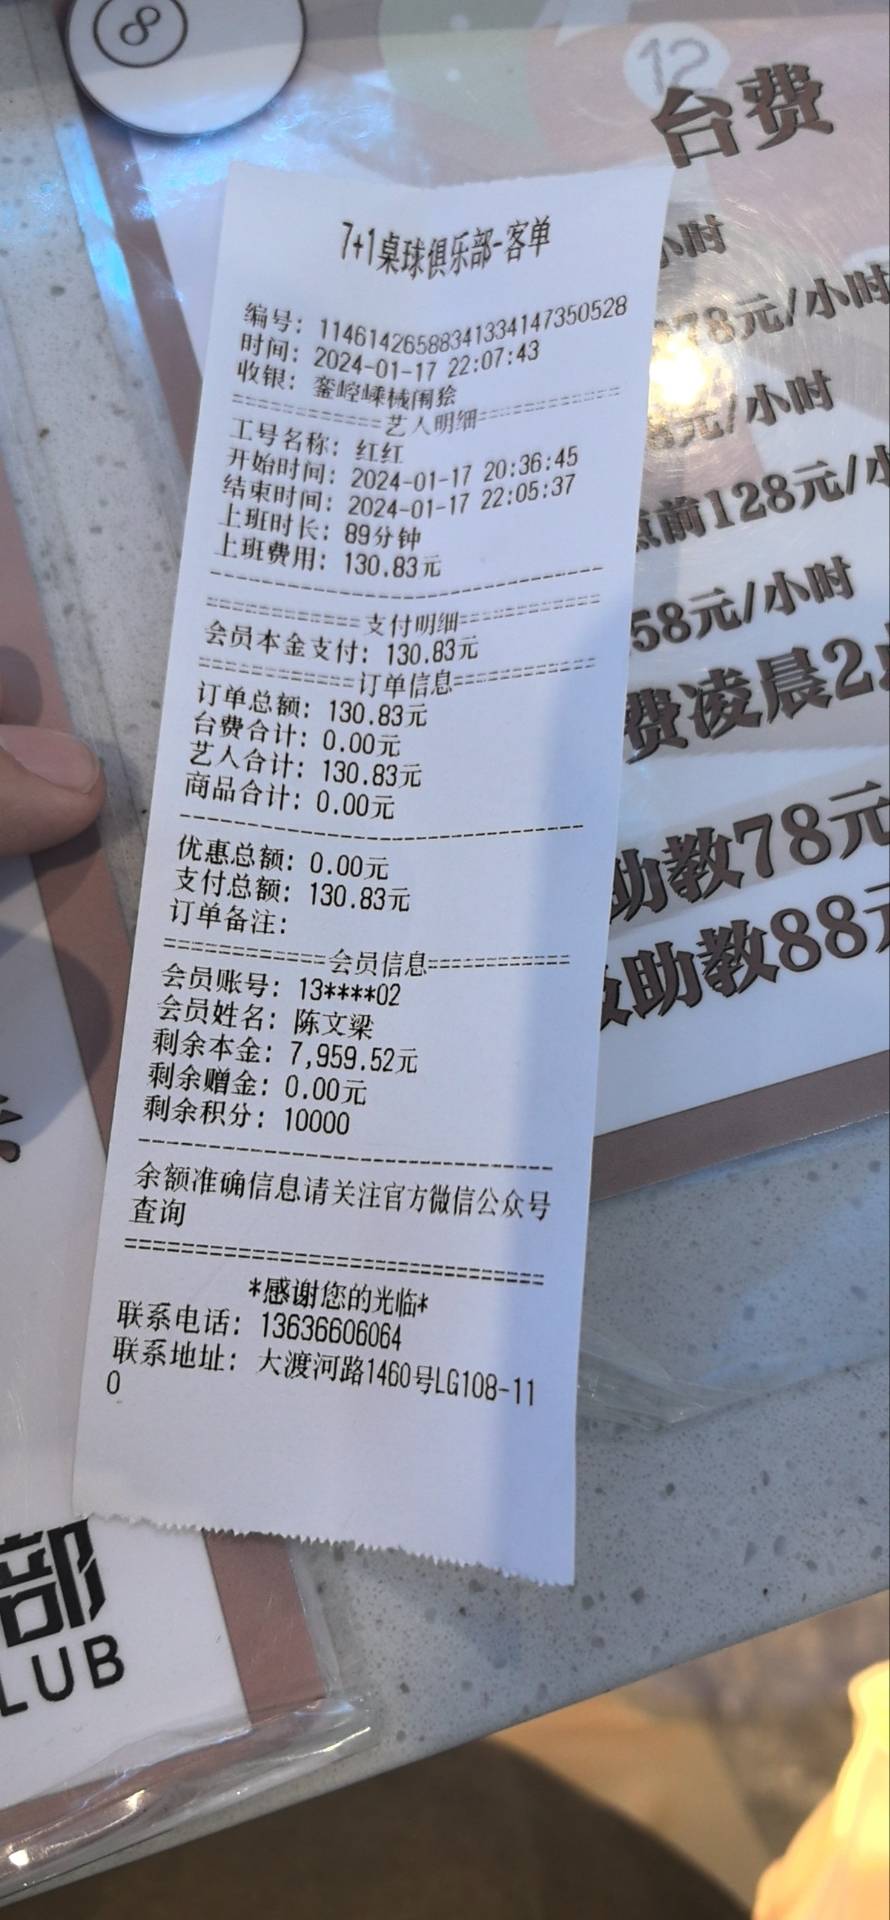 8
12
台费
小时
78元/小时
元/小时
前128元/小
58元/小时
费凌晨2
助教78元
助教88元
7+1桌球俱乐部-客单
编号: 1146142658834133414735​0528
时间: 2024-01-17 22:07:43
收银: 銮崆嵊械闱狯
===========艺人明细===========
工号名称: 红红
开始时间: 2024-01-17 20:36:45
结束时间: 2024-01-17 22:05:37
上班时长: 89分钟
上班费用: 130.83元
------------------------------
===========支付明细===========
会员本金支付: 130.83元
===========订单信息===========
订单总额: 130.83元
台费合计: 0.00元
艺人合计: 130.83元
商品合计: 0.00元
------------------------------
优惠总额: 0.00元
支付总额: 130.83元
订单备注:
===========会员信息===========
会员账号: 13****02
会员姓名: 陈文梁
剩余本金: 7,959.52元
剩余赠金: 0.00元
剩余积分: 10000
------------------------------
余额准确信息请关注官方微信公众号
查询
==============================
*感谢您的光临*
联系电话: 13636606064
联系地址: 大渡河路1460号LG108-11
0
部
LUB